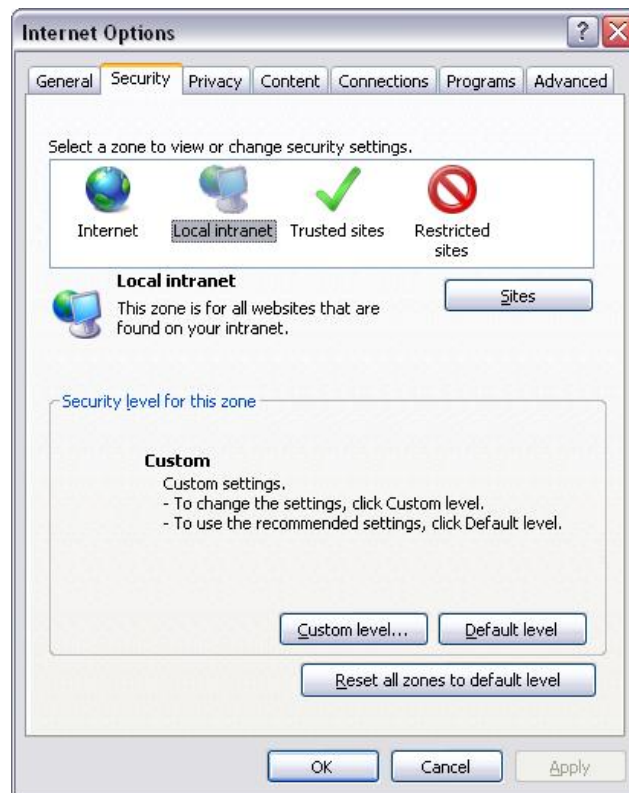 Internet Options
General Security Privacy Content Connections Programs Advanced
Select a zone to view or change security settings.
Internet Local intranet Trusted sites Restricted
sites
Local intranet
This zone is for all websites that are
found on your intranet.
Sites
Security level for this zone
Custom
Custom settings.
- To change the settings, click Custom level.
- To use the recommended settings, click Default level.
Custom level... Default level
Reset all zones to default level
OK Cancel Apply